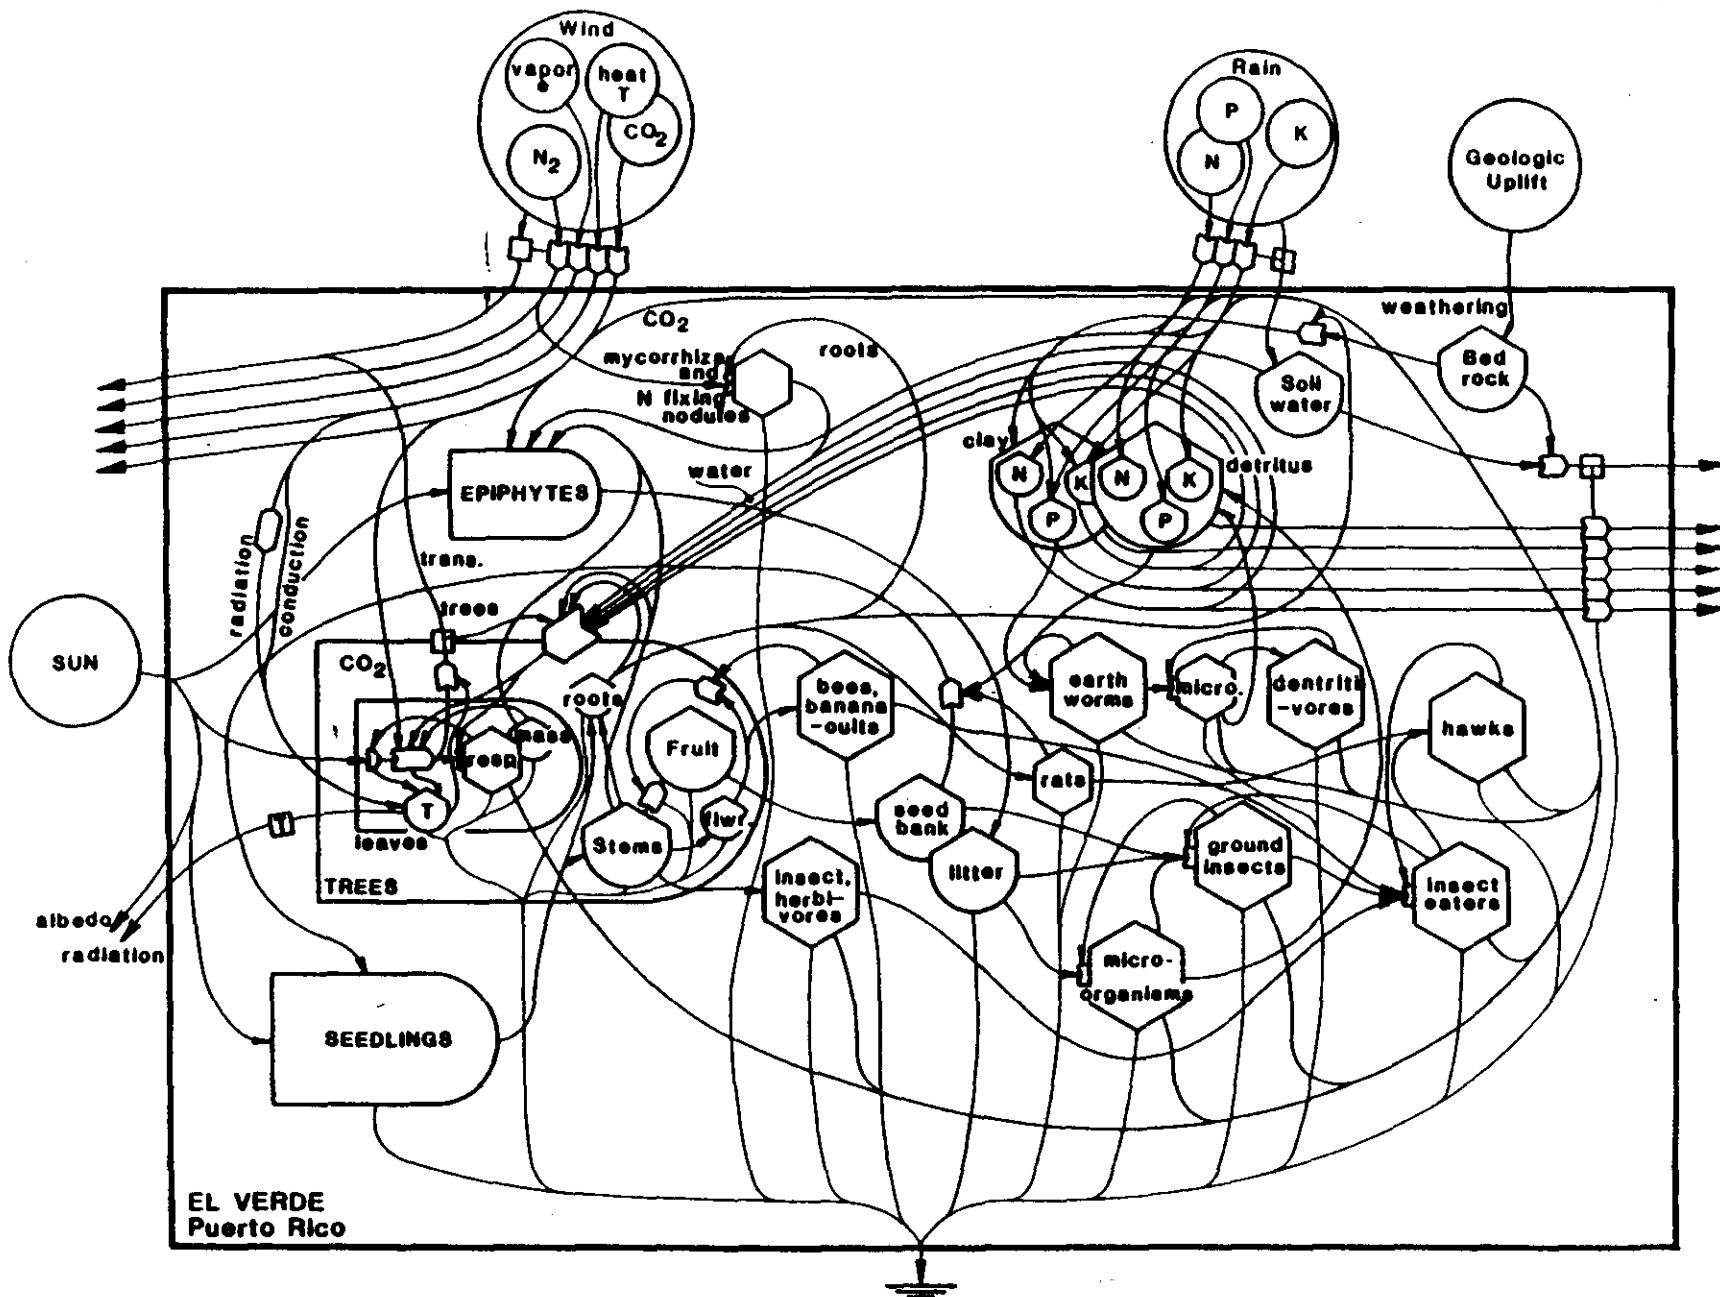 Wind
vapor
e
heat
T
CO2
N2
Rain
P
N
K
Geologic
Uplift
CO2
weathering
mycorrhiza
and
N fixing
nodules
roots
Soil
water
Bed
rock
clay
N
K
P
N
K
P
detritus
water
EPIPHYTES
radiation
conduction
trans.
trees
SUN
CO2
roots
mass
resp
T
leaves
Fruit
Stems
flwr.
TREES
bees,
banana
-quits
earth
worms
micro.
dentriti
-vores
hawks
rats
seed
bank
litter
ground
insects
insect
eaters
insect.
herbi-
vores
micro-
organisms
albedo
radiation
SEEDLINGS
EL VERDE
Puerto Rico